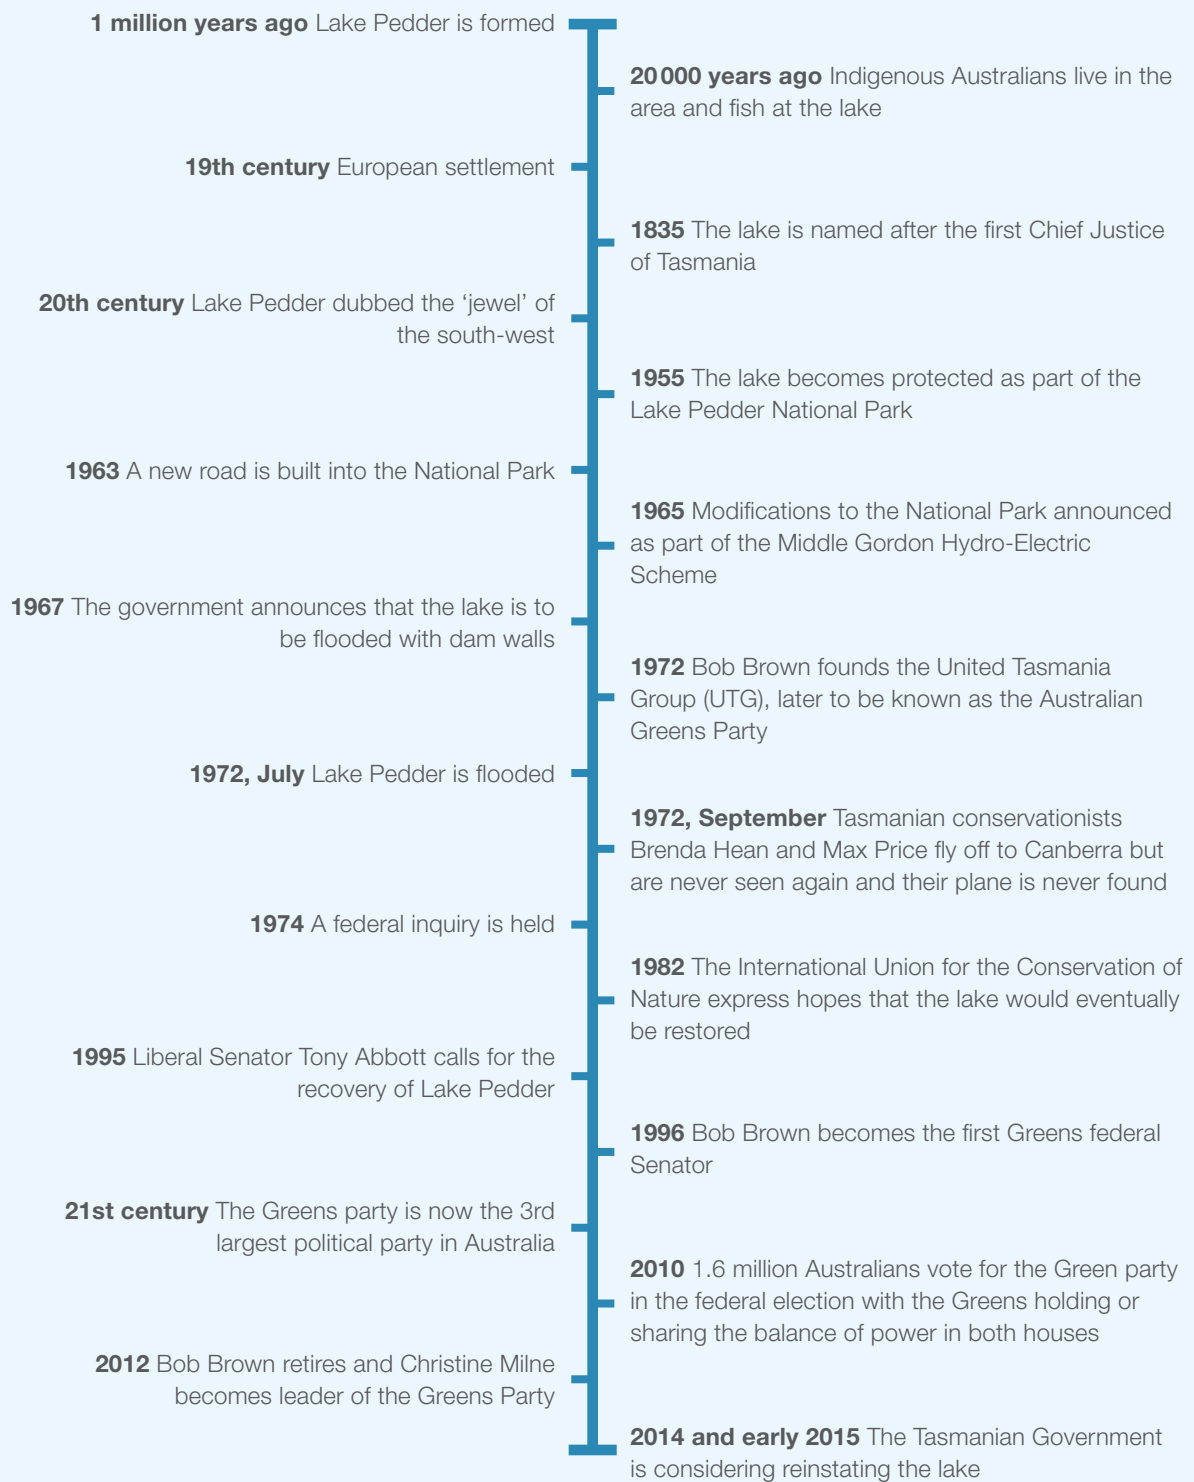 1 million years ago Lake Pedder is formed
20 000 years ago Indigenous Australians live in the
area and fish at the lake
19th century European settlement
1835 The lake is named after the first Chief Justice
of Tasmania
20th century Lake Pedder dubbed the ‘jewel’ of
the south-west
1955 The lake becomes protected as part of the
Lake Pedder National Park
1963 A new road is built into the National Park
1965 Modifications to the National Park announced
as part of the Middle Gordon Hydro-Electric
Scheme
1967 The government announces that the lake is to
be flooded with dam walls
1972 Bob Brown founds the United Tasmania
Group (UTG), later to be known as the Australian
Greens Party
1972, July Lake Pedder is flooded
1972, September Tasmanian conservationists
Brenda Hean and Max Price fly off to Canberra but
are never seen again and their plane is never found
1974 A federal inquiry is held
1982 The International Union for the Conservation of
Nature express hopes that the lake would eventually
be restored
1995 Liberal Senator Tony Abbott calls for the
recovery of Lake Pedder
1996 Bob Brown becomes the first Greens federal
Senator
21st century The Greens party is now the 3rd
largest political party in Australia
2010 1.6 million Australians vote for the Green party
in the federal election with the Greens holding or
sharing the balance of power in both houses
2012 Bob Brown retires and Christine Milne
becomes leader of the Greens Party
2014 and early 2015 The Tasmanian Government
is considering reinstating the lake